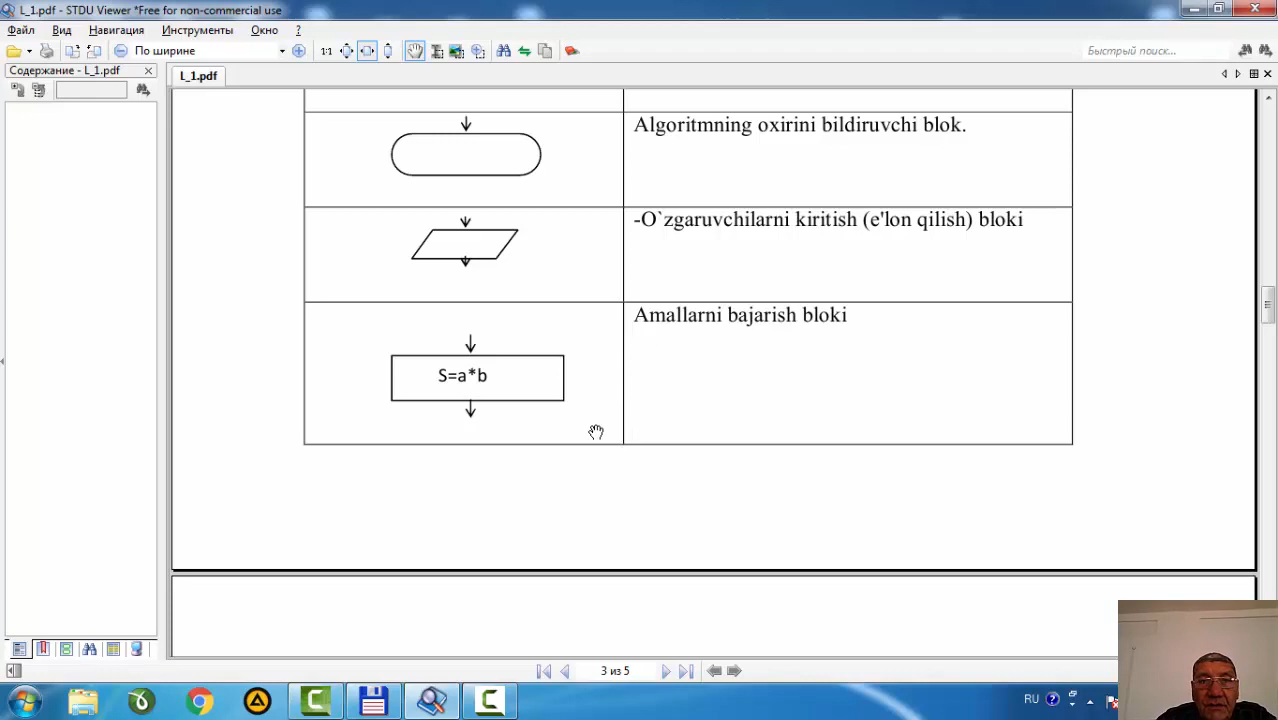 L_1.pdf - STDU Viewer *Free for non-commercial use
Файл Вид Навигация Инструменты Окно ?
По ширине 1:1 Быстрый поиск...
Содержание - L_1.pdf
L_1.pdf
Algoritmning oxirini bildiruvchi blok.
-O`zgaruvchilarni kiritish (e'lon qilish) bloki
Amallarni bajarish bloki
S=a*b
3 из 5
RU